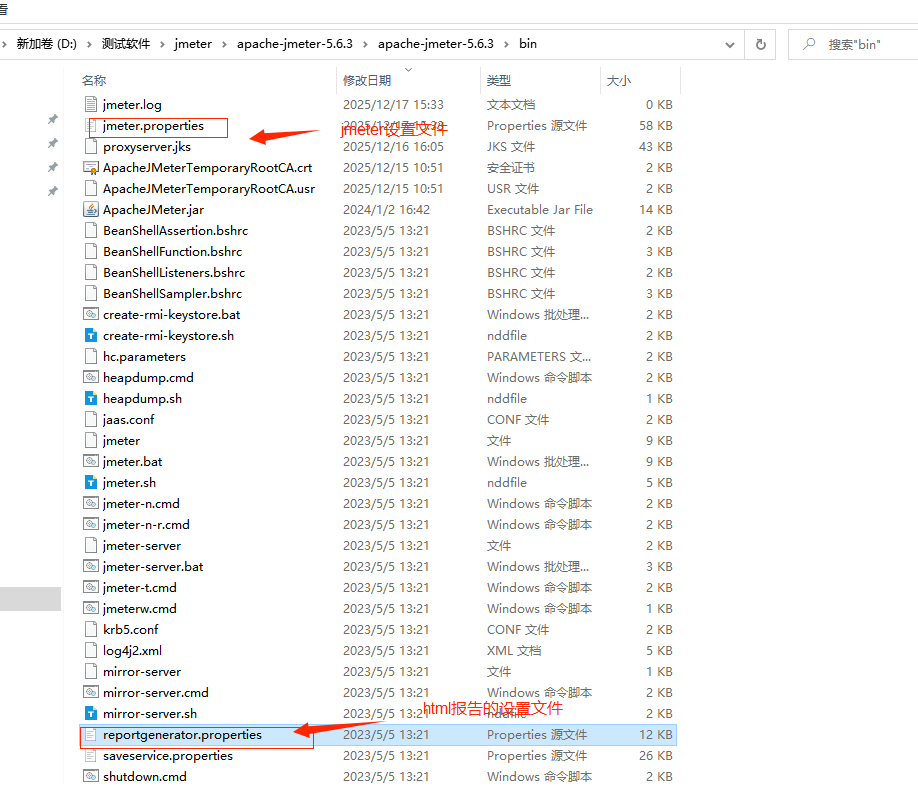 看
新加卷 (D:) › 测试软件 › jmeter › apache-jmeter-5.6.3 › apache-jmeter-5.6.3 › bin
搜索"bin"
名称 修改日期 类型 大小
jmeter.log 2025/12/17 15:33 文本文档 0 KB
jmeter.properties 2025/12/17 15:28 Properties 源文件 58 KB
jmeter设置文件
proxyserver.jks 2025/12/16 16:05 JKS 文件 43 KB
ApacheJMeterTemporaryRootCA.crt 2025/12/15 10:51 安全证书 2 KB
ApacheJMeterTemporaryRootCA.usr 2025/12/15 10:51 USR 文件 2 KB
ApacheJMeter.jar 2024/1/2 16:42 Executable Jar File 14 KB
BeanShellAssertion.bshrc 2023/5/5 13:21 BSHRC 文件 2 KB
BeanShellFunction.bshrc 2023/5/5 13:21 BSHRC 文件 3 KB
BeanShellListeners.bshrc 2023/5/5 13:21 BSHRC 文件 2 KB
BeanShellSampler.bshrc 2023/5/5 13:21 BSHRC 文件 3 KB
create-rmi-keystore.bat 2023/5/5 13:21 Windows 批处理... 2 KB
create-rmi-keystore.sh 2023/5/5 13:21 nddfile 2 KB
hc.parameters 2023/5/5 13:21 PARAMETERS 文... 2 KB
heapdump.cmd 2023/5/5 13:21 Windows 命令脚本 2 KB
heapdump.sh 2023/5/5 13:21 nddfile 1 KB
jaas.conf 2023/5/5 13:21 CONF 文件 2 KB
jmeter 2023/5/5 13:21 文件 9 KB
jmeter.bat 2023/5/5 13:21 Windows 批处理... 9 KB
jmeter.sh 2023/5/5 13:21 nddfile 5 KB
jmeter-n.cmd 2023/5/5 13:21 Windows 命令脚本 2 KB
jmeter-n-r.cmd 2023/5/5 13:21 Windows 命令脚本 2 KB
jmeter-server 2023/5/5 13:21 文件 2 KB
jmeter-server.bat 2023/5/5 13:21 Windows 批处理... 3 KB
jmeter-t.cmd 2023/5/5 13:21 Windows 命令脚本 2 KB
jmeterw.cmd 2023/5/5 13:21 Windows 命令脚本 1 KB
krb5.conf 2023/5/5 13:21 CONF 文件 2 KB
log4j2.xml 2023/5/5 13:21 XML 文档 5 KB
mirror-server 2023/5/5 13:21 文件 1 KB
mirror-server.cmd 2023/5/5 13:21 Windows 命令脚本 2 KB
html报告的设置文件
mirror-server.sh 2023/5/5 13:21 nddfile 2 KB
reportgenerator.properties 2023/5/5 13:21 Properties 源文件 12 KB
saveservice.properties 2023/5/5 13:21 Properties 源文件 26 KB
shutdown.cmd 2023/5/5 13:21 Windows 命令脚本 2 KB